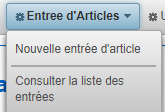 Entree d'Articles
Nouvelle entrée d'article
Consulter la liste des
entrées